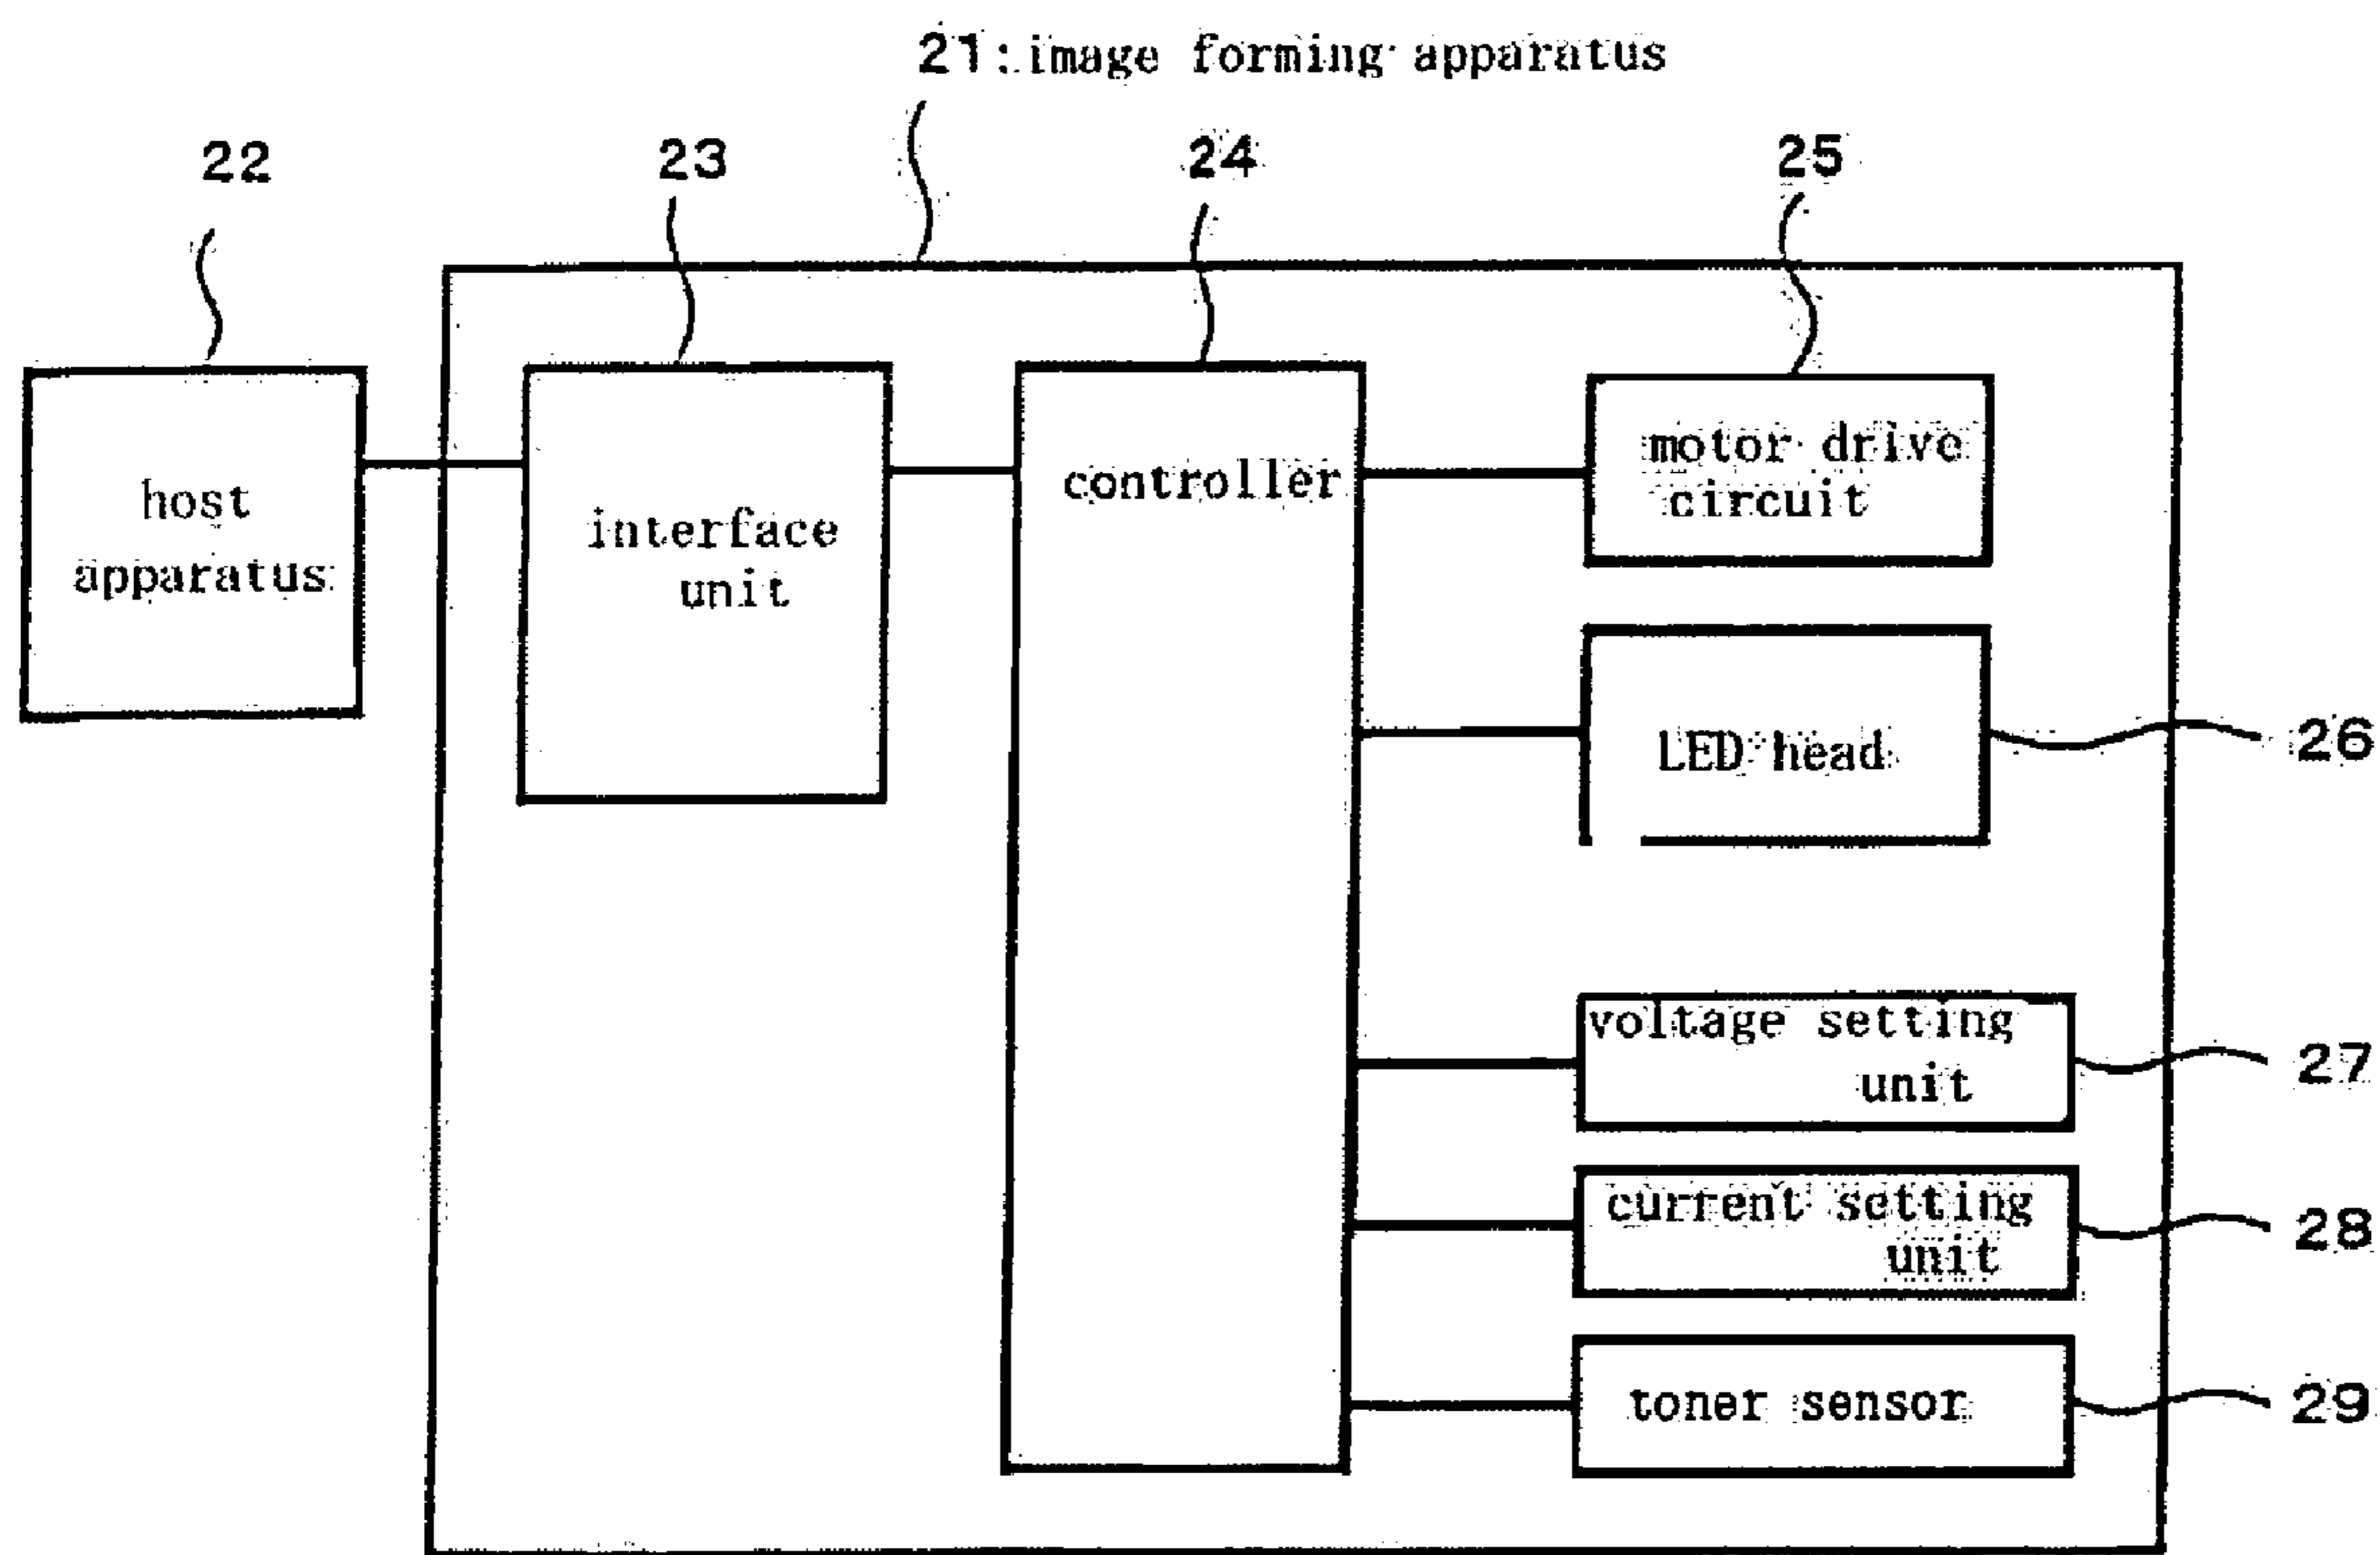 21:image forming apparatus
22
23
24
25
host
apparatus
interface
unit
controller
motor drive
circuit
LED head
26
voltage setting
unit
27
current setting
unit
28
toner sensor
29